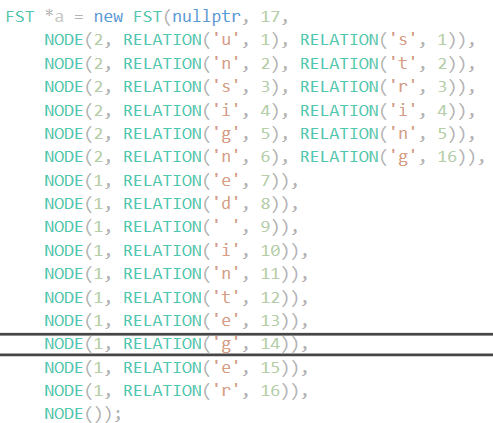 FST *a = new FST(nullptr, 17,
NODE(2, RELATION('u', 1), RELATION('s', 1)),
NODE(2, RELATION('n', 2), RELATION('t', 2)),
NODE(2, RELATION('s', 3), RELATION('r', 3)),
NODE(2, RELATION('i', 4), RELATION('i', 4)),
NODE(2, RELATION('g', 5), RELATION('n', 5)),
NODE(2, RELATION('n', 6), RELATION('g', 16)),
NODE(1, RELATION('e', 7)),
NODE(1, RELATION('d', 8)),
NODE(1, RELATION(' ', 9)),
NODE(1, RELATION('i', 10)),
NODE(1, RELATION('n', 11)),
NODE(1, RELATION('t', 12)),
NODE(1, RELATION('e', 13)),
NODE(1, RELATION('g', 14)),
NODE(1, RELATION('e', 15)),
NODE(1, RELATION('r', 16)),
NODE());